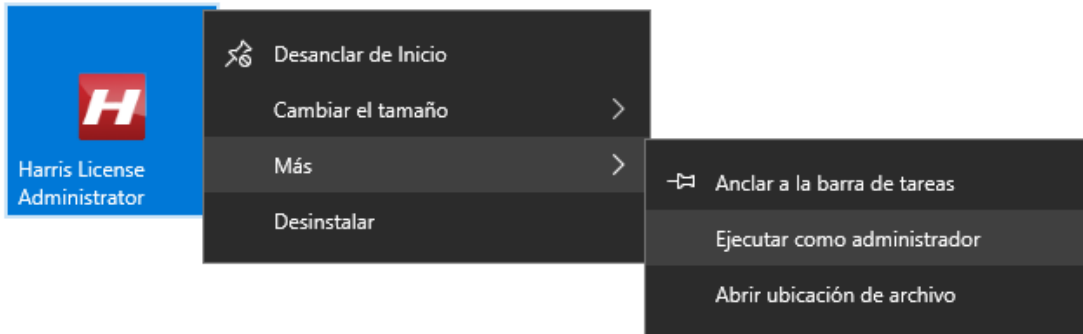 H
Harris License
Administrator
Desanclar de Inicio
Cambiar el tamaño
Más
Desinstalar
Anclar a la barra de tareas
Ejecutar como administrador
Abrir ubicación de archivo